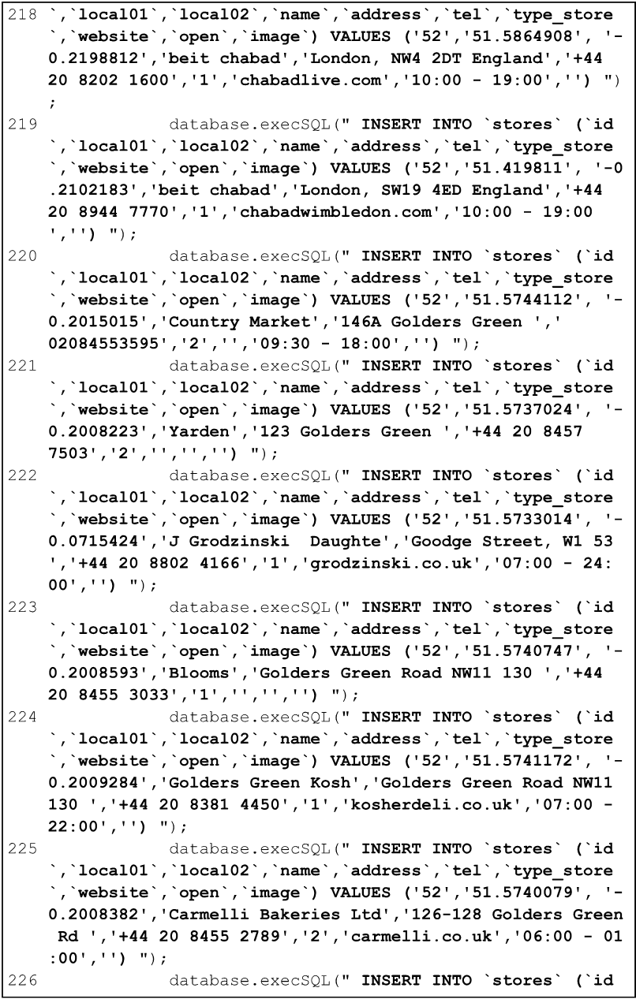 218 `,`local01`,`local02`,`name`,`address`,`tel`,`type_store
`,`website`,`open`,`image`) VALUES ('52','51.5864908', '-
0.2198812','beit chabad','London, NW4 2DT England','+44
20 8202 1600','1','chabadlive.com','10:00 - 19:00','') ")
;
219 database.execSQL(" INSERT INTO `stores` (`id
`,`local01`,`local02`,`name`,`address`,`tel`,`type_store
`,`website`,`open`,`image`) VALUES ('52','51.419811', '-0
.2102183','beit chabad','London, SW19 4ED England','+44
20 8944 7770','1','chabadwimbledon.com','10:00 - 19:00
','') ");
220 database.execSQL(" INSERT INTO `stores` (`id
`,`local01`,`local02`,`name`,`address`,`tel`,`type_store
`,`website`,`open`,`image`) VALUES ('52','51.5744112', '-
0.2015015','Country Market','146A Golders Green ','
02084553595','2','','09:30 - 18:00','') ");
221 database.execSQL(" INSERT INTO `stores` (`id
`,`local01`,`local02`,`name`,`address`,`tel`,`type_store
`,`website`,`open`,`image`) VALUES ('52','51.5737024', '-
0.2008223','Yarden','123 Golders Green ','+44 20 8457
7503','2','','','') ");
222 database.execSQL(" INSERT INTO `stores` (`id
`,`local01`,`local02`,`name`,`address`,`tel`,`type_store
`,`website`,`open`,`image`) VALUES ('52','51.5733014', '-
0.0715424','J Grodzinski  Daughte','Goodge Street, W1 53
','+44 20 8802 4166','1','grodzinski.co.uk','07:00 - 24:
00','') ");
223 database.execSQL(" INSERT INTO `stores` (`id
`,`local01`,`local02`,`name`,`address`,`tel`,`type_store
`,`website`,`open`,`image`) VALUES ('52','51.5740747', '-
0.2008593','Blooms','Golders Green Road NW11 130 ','+44
20 8455 3033','1','','','') ");
224 database.execSQL(" INSERT INTO `stores` (`id
`,`local01`,`local02`,`name`,`address`,`tel`,`type_store
`,`website`,`open`,`image`) VALUES ('52','51.5741172', '-
0.2009284','Golders Green Kosh','Golders Green Road NW11
130 ','+44 20 8381 4450','1','kosherdeli.co.uk','07:00 -
22:00','') ");
225 database.execSQL(" INSERT INTO `stores` (`id
`,`local01`,`local02`,`name`,`address`,`tel`,`type_store
`,`website`,`open`,`image`) VALUES ('52','51.5740079', '-
0.2008382','Carmelli Bakeries Ltd','126-128 Golders Green
Rd ','+44 20 8455 2789','2','carmelli.co.uk','06:00 - 01
:00','') ");
226 database.execSQL(" INSERT INTO `stores` (`id